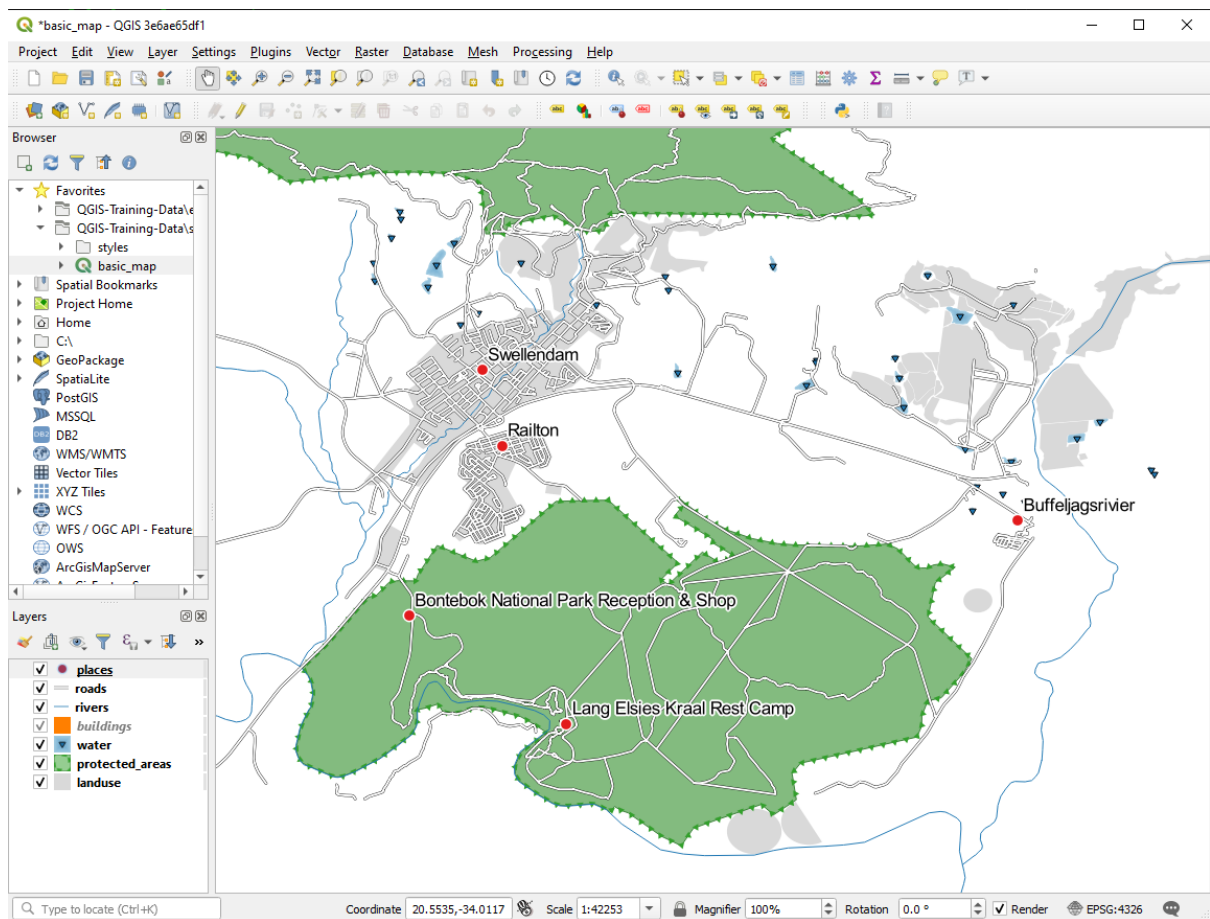 *basic_map - QGIS 3e6ae65df1
Project Edit View Layer Settings Plugins Vector Raster Database Mesh Processing Help
Browser
Favorites
QGIS-Training-Data\e
QGIS-Training-Data\s
styles
basic_map
Spatial Bookmarks
Project Home
Home
C:\
GeoPackage
SpatiaLite
PostGIS
MSSQL
DB2
WMS/WMTS
Vector Tiles
XYZ Tiles
WCS
WFS / OGC API - Feature
OWS
ArcGisMapServer
Layers
places
roads
rivers
buildings
water
protected_areas
landuse
Swellendam
Railton
Buffeljagsrivier
Bontebok National Park Reception & Shop
Lang Elsies Kraal Rest Camp
Type to locate (Ctrl+K) Coordinate 20.5535,-34.0117 Scale 1:42253 Magnifier 100% Rotation 0.0 ° Render EPSG:4326